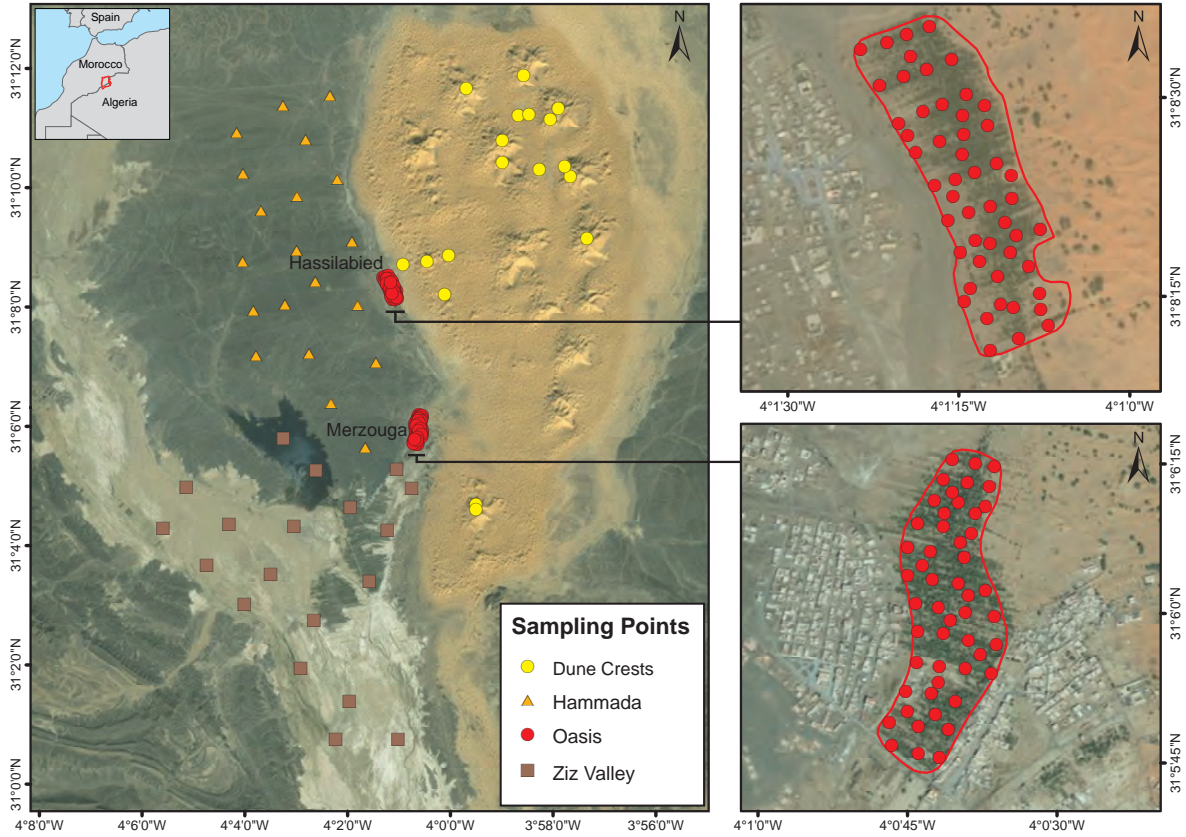 Spain
Morocco
Algeria
N
31°12'0"N
31°10'0"N
31°8'0"N
31°6'0"N
31°4'0"N
31°2'0"N
31°0'0"N
Hassilabied
Merzouga
Sampling Points
Dune Crests
Hammada
Oasis
Ziz Valley
4°8'0"W
4°6'0"W
4°4'0"W
4°2'0"W
4°0'0"W
3°58'0"W
3°56'0"W
N
31°8'30"N
31°8'15"N
4°1'30"W
4°1'15"W
4°1'0"W
N
31°6'15"N
31°6'0"N
31°5'45"N
4°1'0"W
4°0'45"W
4°0'30"W